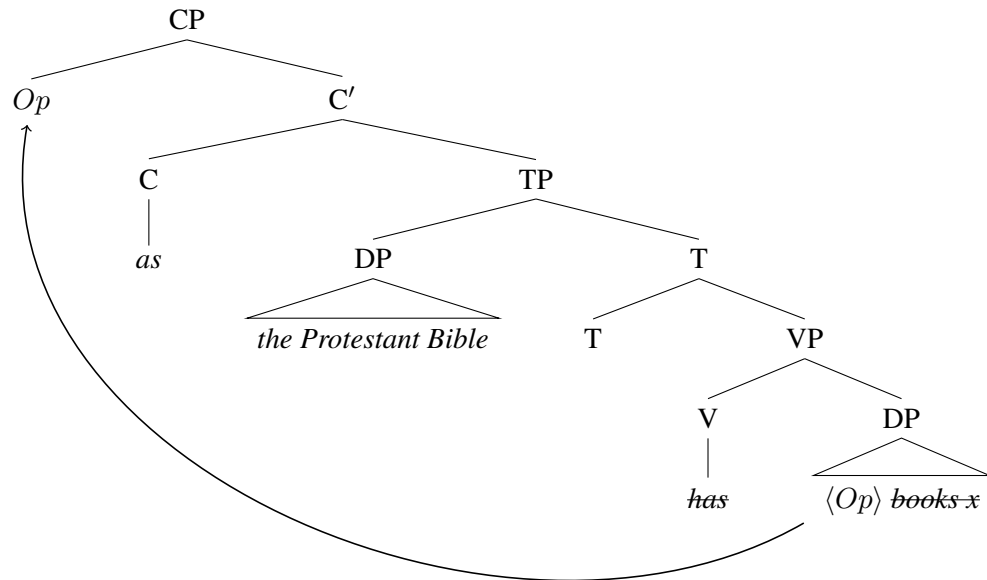 CP
Op C′
C TP
as DP T
the Protestant Bible T VP
V DP
has ⟨Op⟩ books x